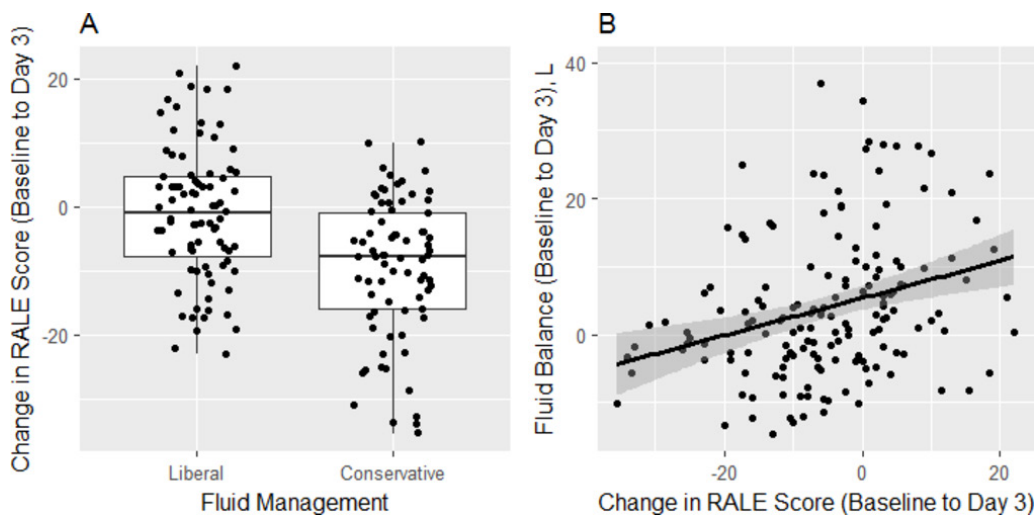 A
Change in RALE Score (Baseline to Day 3)
20
0
-20
Liberal
Conservative
Fluid Management
B
Fluid Balance (Baseline to Day 3), L
40
20
0
-20
0
20
Change in RALE Score (Baseline to Day 3)